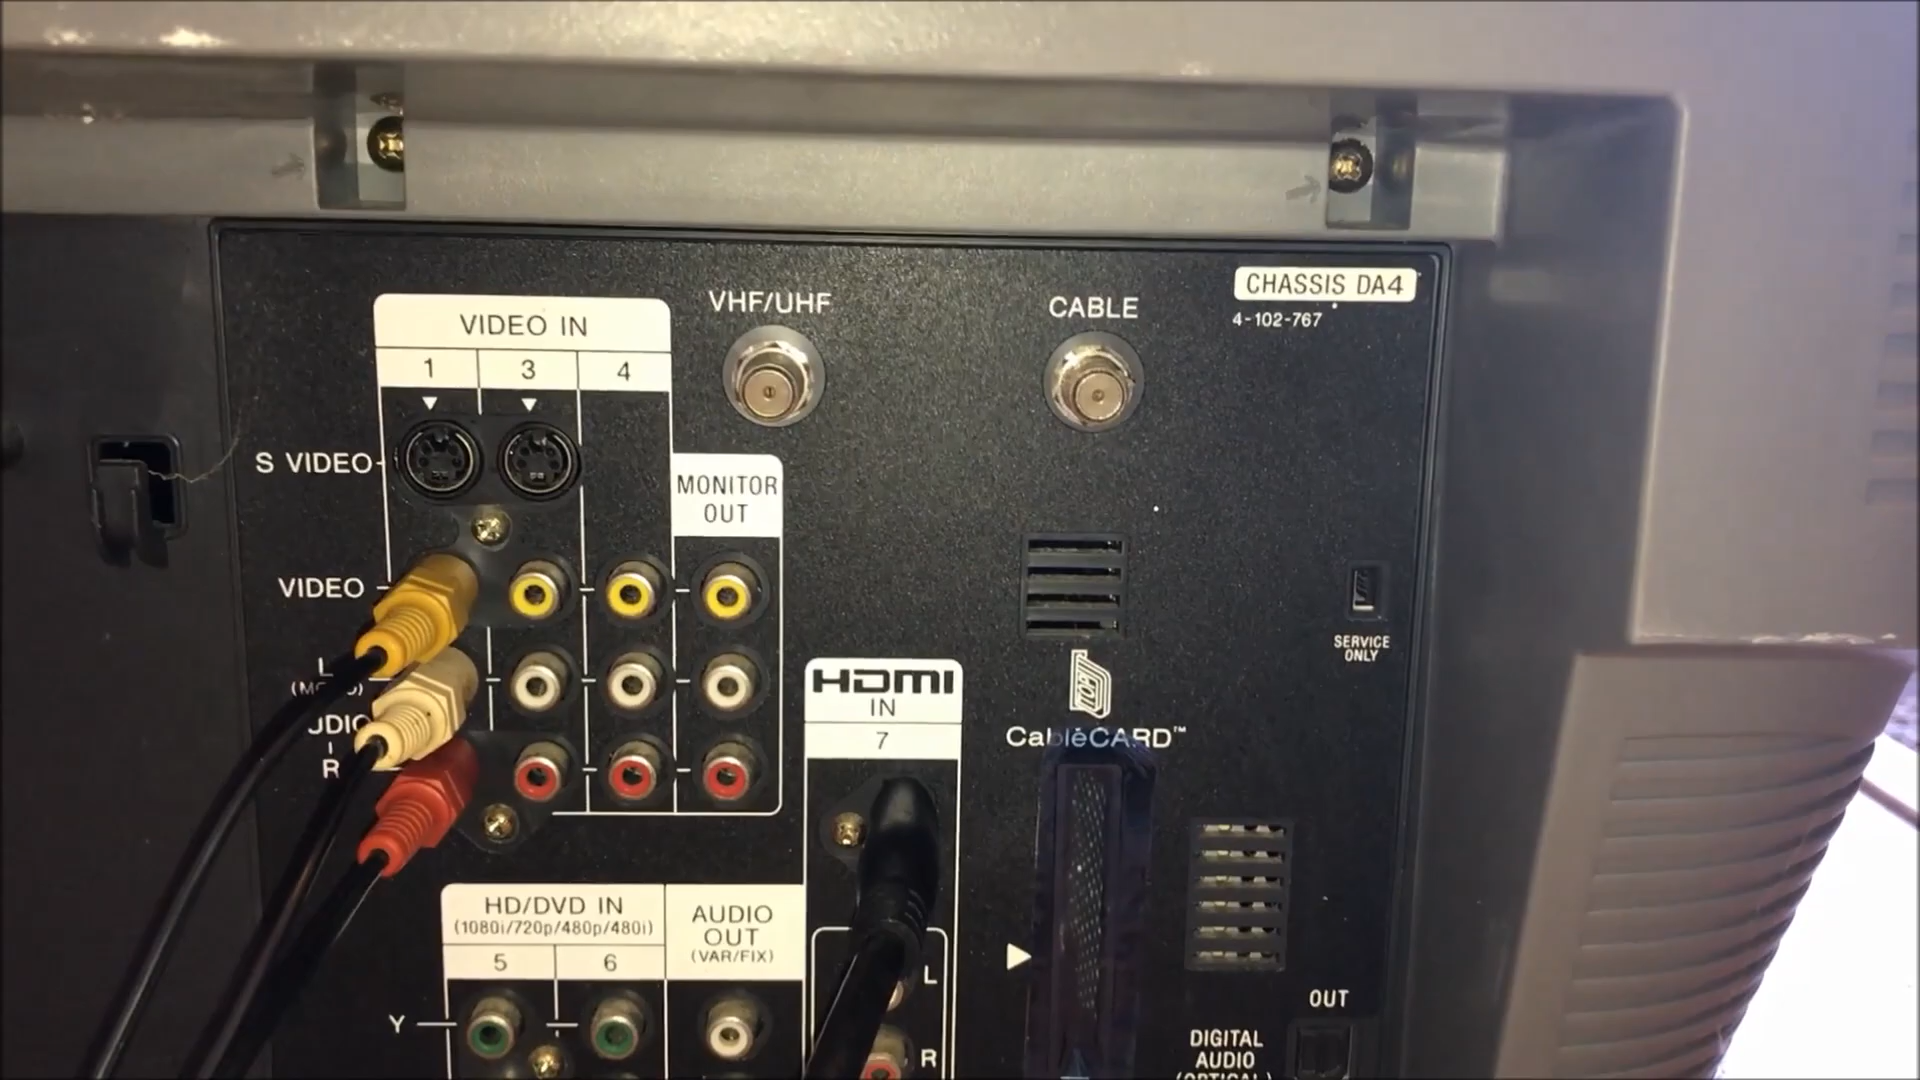 CHASSIS DA4
4-102-767
VHF/UHF
CABLE
VIDEO IN
1 3 4
S VIDEO
MONITOR
OUT
VIDEO
L
R
SERVICE
ONLY
HDMI
IN
7
CableCARD™
HD/DVD IN
(1080i/720p/480p/480i)
5 6
AUDIO
OUT
(VAR/FIX)
L
R
Y
OUT
DIGITAL
AUDIO
(OPTICAL)